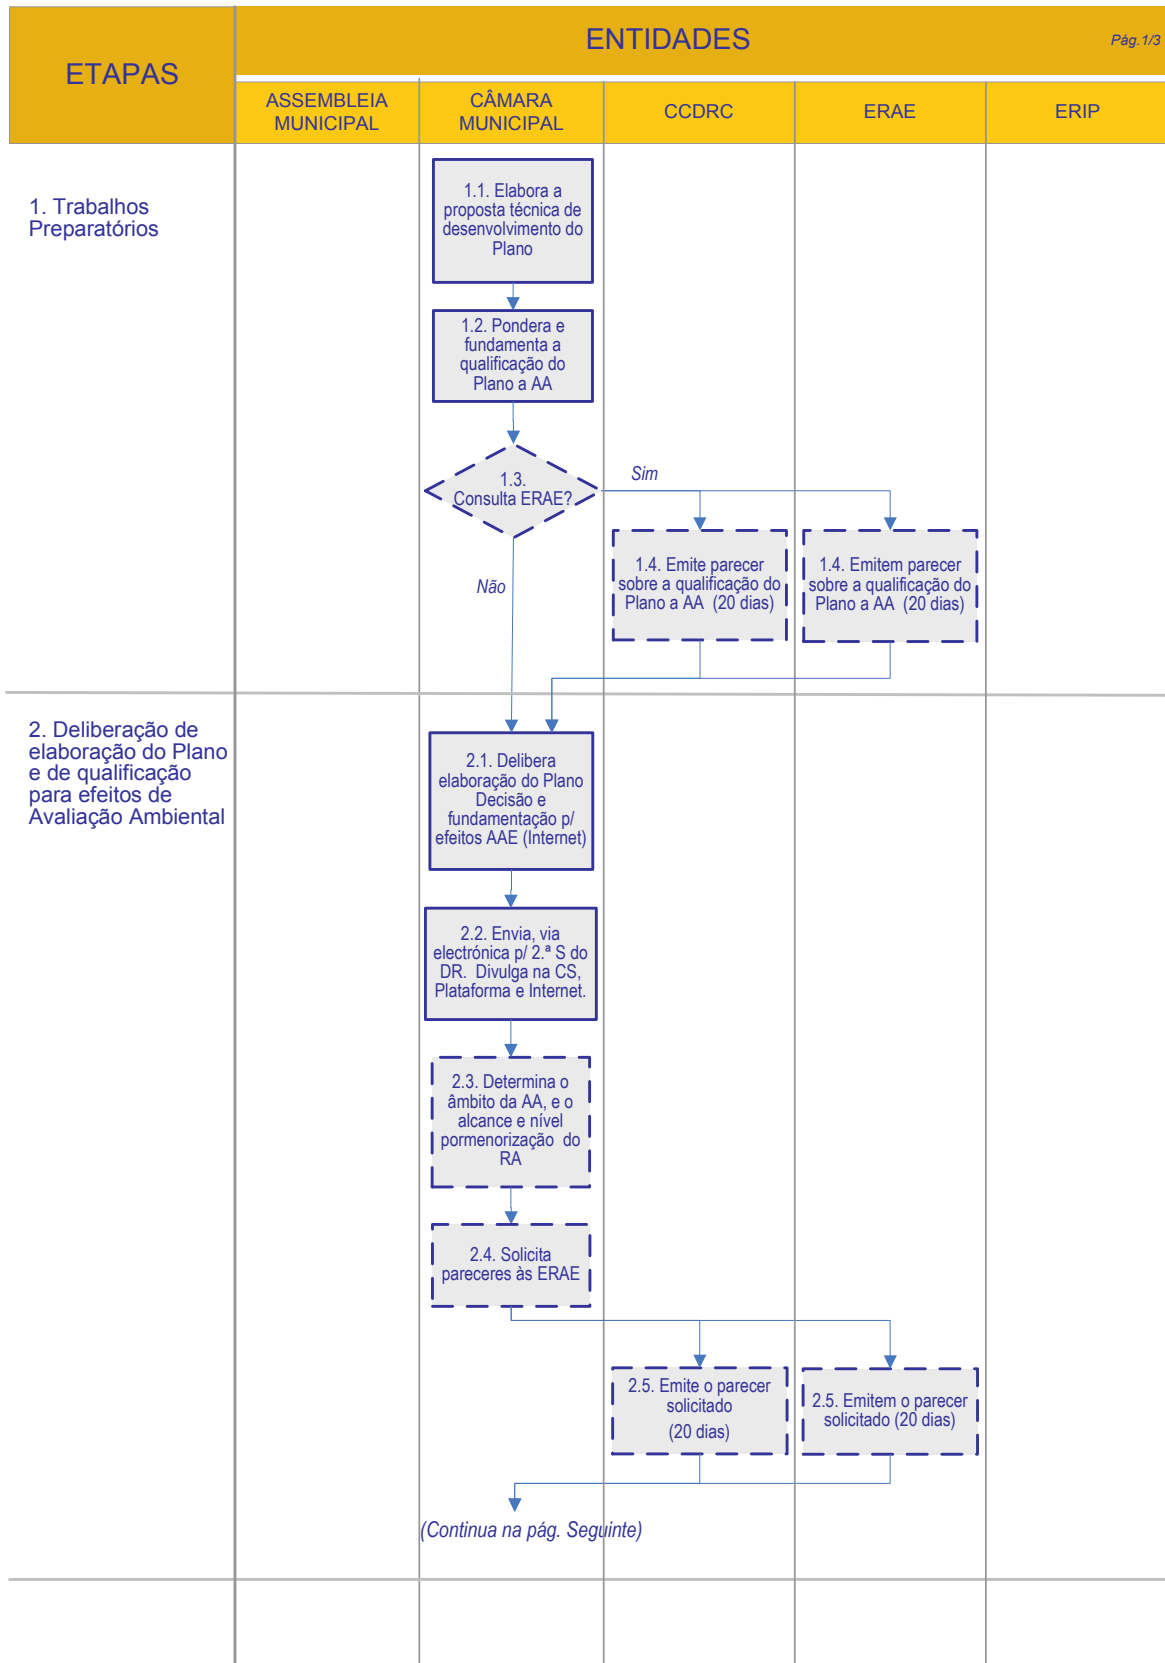 ETAPAS
ENTIDADES
Pág.1/3
ASSEMBLEIA
MUNICIPAL
CÂMARA
MUNICIPAL
CCDRC
ERAE
ERIP
1. Trabalhos
Preparatórios
1.1. Elabora a
proposta técnica de
desenvolvimento do
Plano
1.2. Pondera e
fundamenta a
qualificação do
Plano a AA
1.3.
Consulta ERAE?
Sim
Não
1.4. Emite parecer
sobre a qualificação do
Plano a AA (20 dias)
1.4. Emitem parecer
sobre a qualificação do
Plano a AA (20 dias)
2. Deliberação de
elaboração do Plano
e de qualificação
para efeitos de
Avaliação Ambiental
2.1. Delibera
elaboração do Plano
Decisão e
fundamentação p/
efeitos AAE (Internet)
2.2. Envia, via
electrónica p/ 2.ª S do
DR. Divulga na CS,
Plataforma e Internet.
2.3. Determina o
âmbito da AA, e o
alcance e nível
pormenorização do
RA
2.4. Solicita
pareceres às ERAE
2.5. Emite o parecer
solicitado
(20 dias)
2.5. Emitem o parecer
solicitado (20 dias)
(Continua na pág. Seguinte)